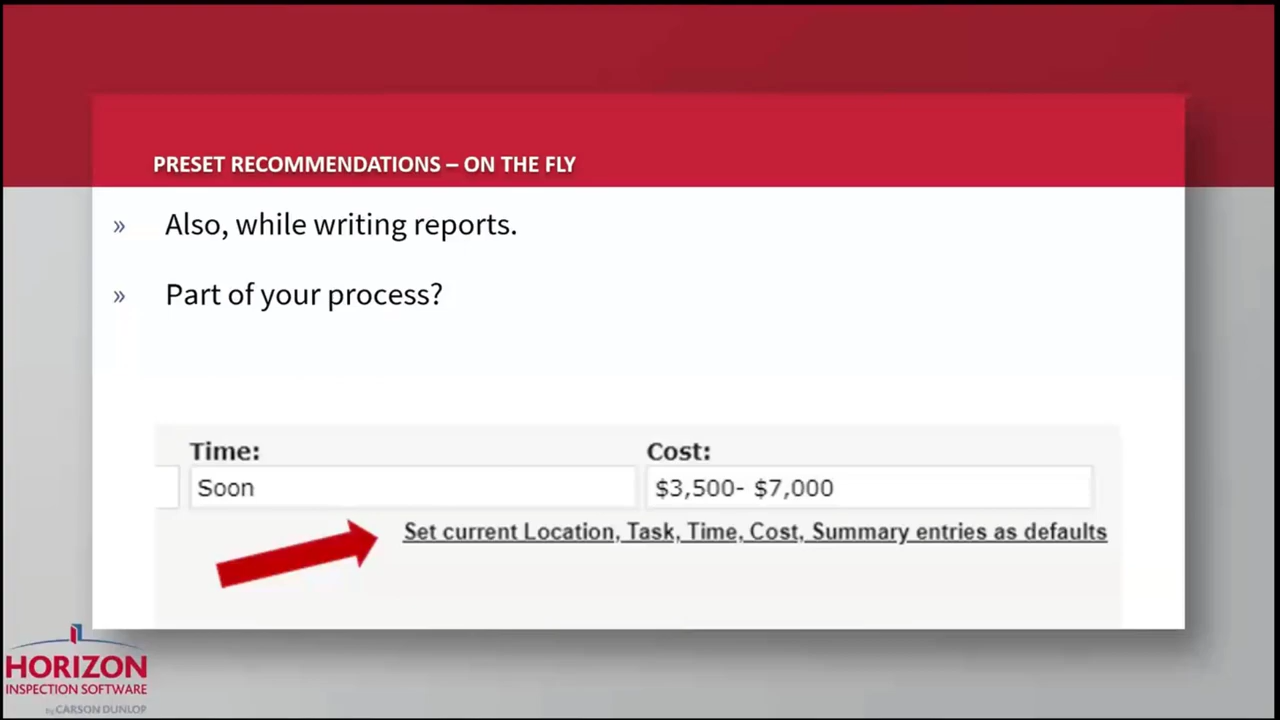 PRESET RECOMMENDATIONS – ON THE FLY
» Also, while writing reports.
» Part of your process?
Time:
Cost:
Soon
$3,500- $7,000
Set current Location, Task, Time, Cost, Summary entries as defaults
HORIZON
INSPECTION SOFTWARE
by CARSON DUNLOP